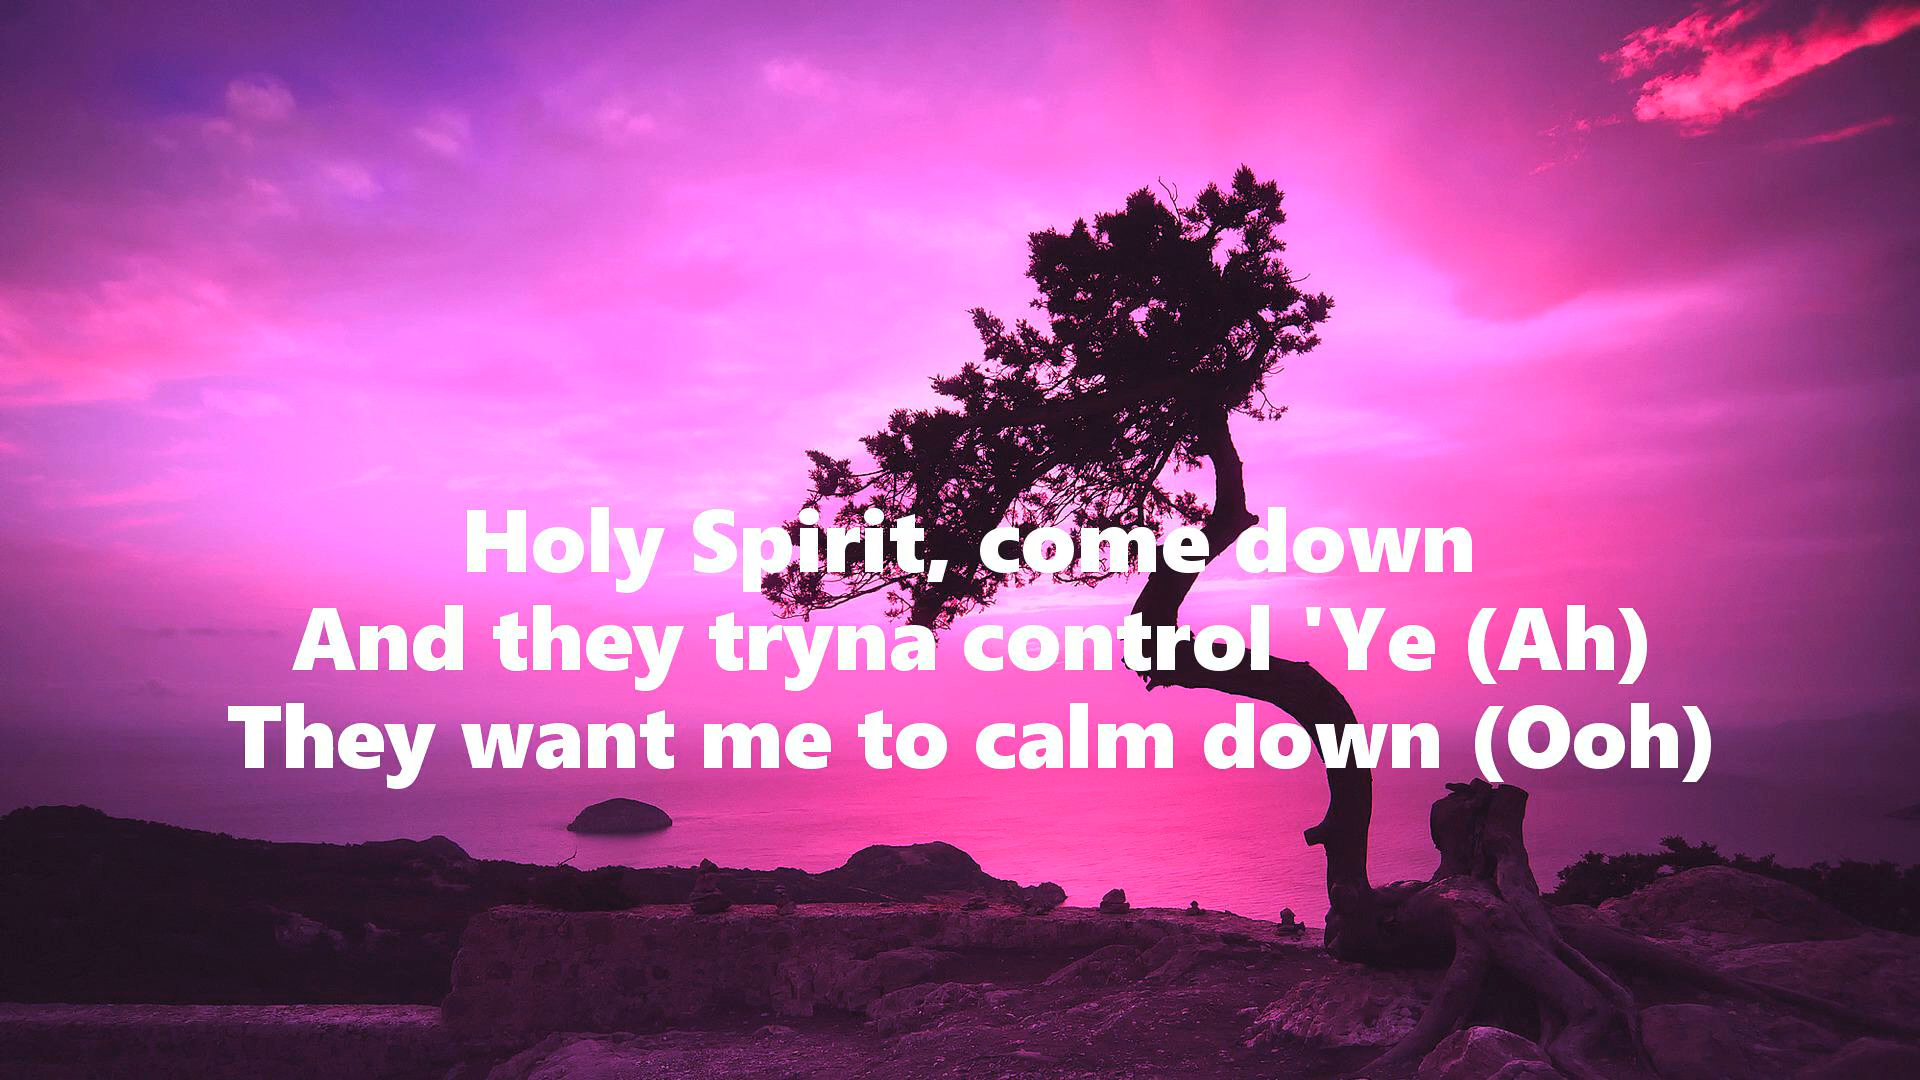 Holy Spirit, come down
And they tryna control 'Ye (Ah)
They want me to calm down (Ooh)